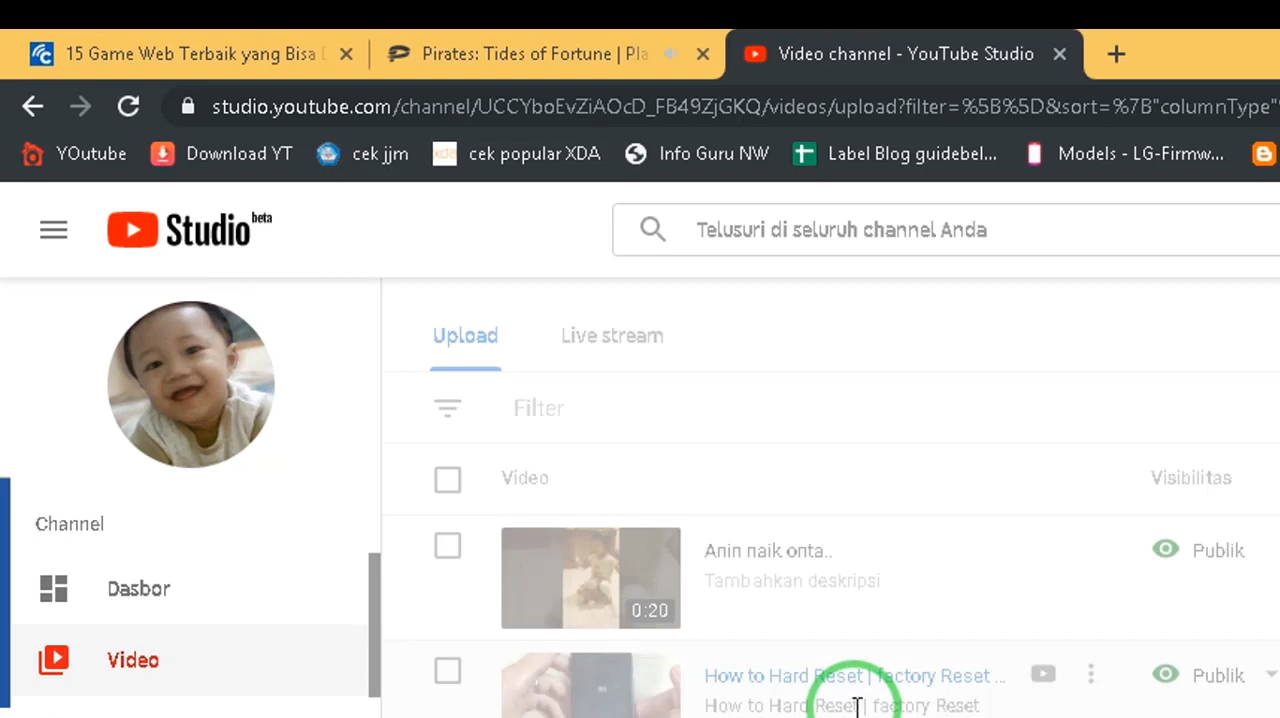 15 Game Web Terbaik yang Bisa
Pirates: Tides of Fortune | Pla
Video channel - YouTube Studio
studio.youtube.com/channel/UCCYboEvZiAOcD_FB49ZjGKQ/videos/upload?filter=%5B%5D&sort=%7B"columnType"
YOutube
Download YT
cek jjm
cek popular XDA
Info Guru NW
Label Blog guidebel...
Models - LG-Firmw...
Studio beta
Telusuri di seluruh channel Anda
Upload
Live stream
Filter
Channel
Video
Visibilitas
Anin naik onta..
Publik
Tambahkan deskripsi
0:20
Dasbor
Video
How to Hard Reset | factory Reset ...
Publik
How to Hard Reset | factory Reset